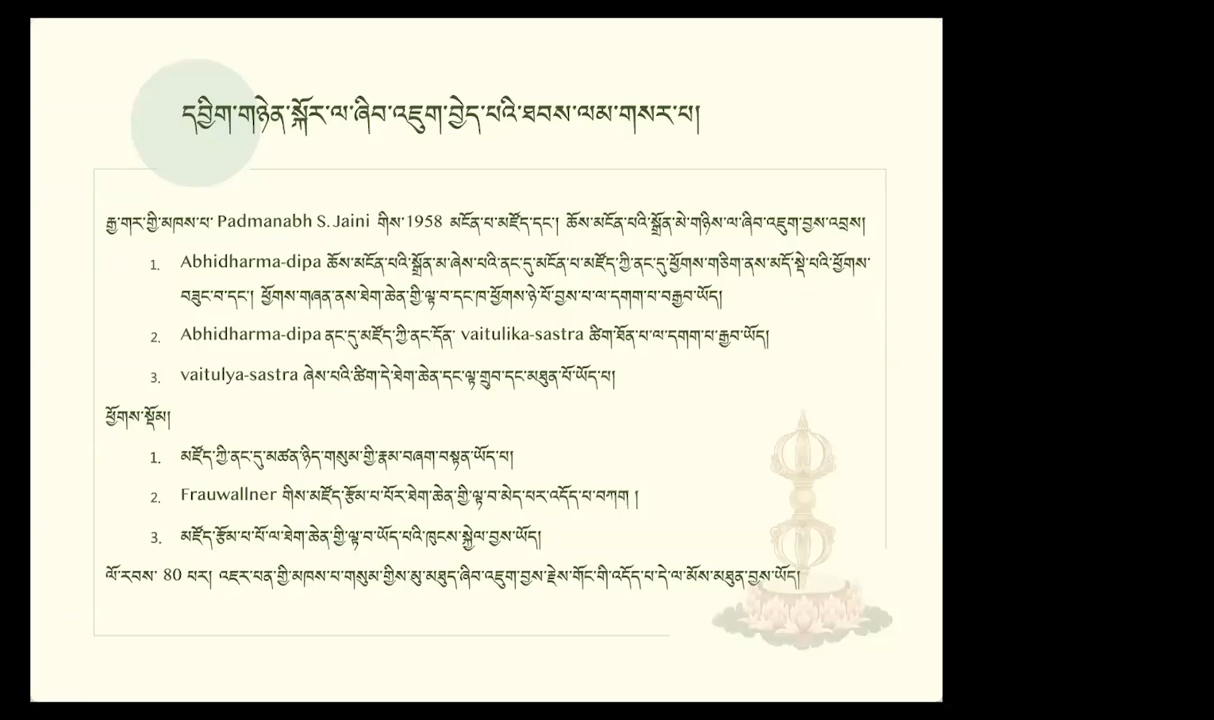 དབྱིག་གཉེན་སྐོར་ལ་ཞིབ་འཇུག་བྱེད་པའི་ཐབས་ལམ་གསར་པ།
རྒྱ་གར་གྱི་མཁས་པ་ Padmanabh S. Jaini གིས་ 1958 མངོན་པ་མཛོད་དང་། ཆོས་མངོན་པའི་སྒྲོན་མེ་གཉིས་ལ་ཞིབ་འཇུག་བྱས་འབྲས།
1. Abhidharma-dipa ཆོས་མངོན་པའི་སྒྲོན་མ་ཞེས་པའི་ནང་དུ་མངོན་པ་མཛོད་ཀྱི་ནང་དུ་ཕྱོགས་གཅིག་ནས་མདོ་སྡེ་པའི་ཕྱོགས་
བཟུང་བ་དང་། ཕྱོགས་གཞན་ནས་ཐེག་ཆེན་གྱི་ལྟ་བ་དང་ཁ་ཕྱོགས་ཉེ་པོ་བྱས་པ་ལ་དགག་པ་བརྒྱབ་ཡོད།
2. Abhidharma-dipa ནང་དུ་མཛོད་ཀྱི་ནང་དོན་ vaitulika-sastra ཚིག་ཐོན་པ་ལ་དགག་པ་རྒྱབ་ཡོད།
3. vaitulya-sastra ཞེས་པའི་ཚིག་དེ་ཐེག་ཆེན་དང་ལྟ་གྲུབ་དང་མཐུན་པོ་ཡོད་པ།
ཕྱོགས་སྡོམ།
1. མཛོད་ཀྱི་ནང་དུ་མཚན་ཉིད་གསུམ་གྱི་རྣམ་བཞག་བསྟན་ཡོད་པ།
2. Frauwallner གིས་མཛོད་རྩོམ་པ་པོར་ཐེག་ཆེན་གྱི་ལྟ་བ་མེད་པར་འདོད་པ་བཀག །
3. མཛོད་རྩོམ་པ་པོ་ལ་ཐེག་ཆེན་གྱི་ལྟ་བ་ཡོད་པའི་ཁུངས་སྐྱེལ་བྱས་ཡོད།
ལོ་རབས་ 80 པར། འཇར་པན་གྱི་མཁས་པ་གསུམ་གྱིས་མུ་མཐུད་ཞིབ་འཇུག་བྱས་རྗེས་གོང་གི་འདོད་པ་དེ་ལ་མོས་མཐུན་བྱས་ཡོད།